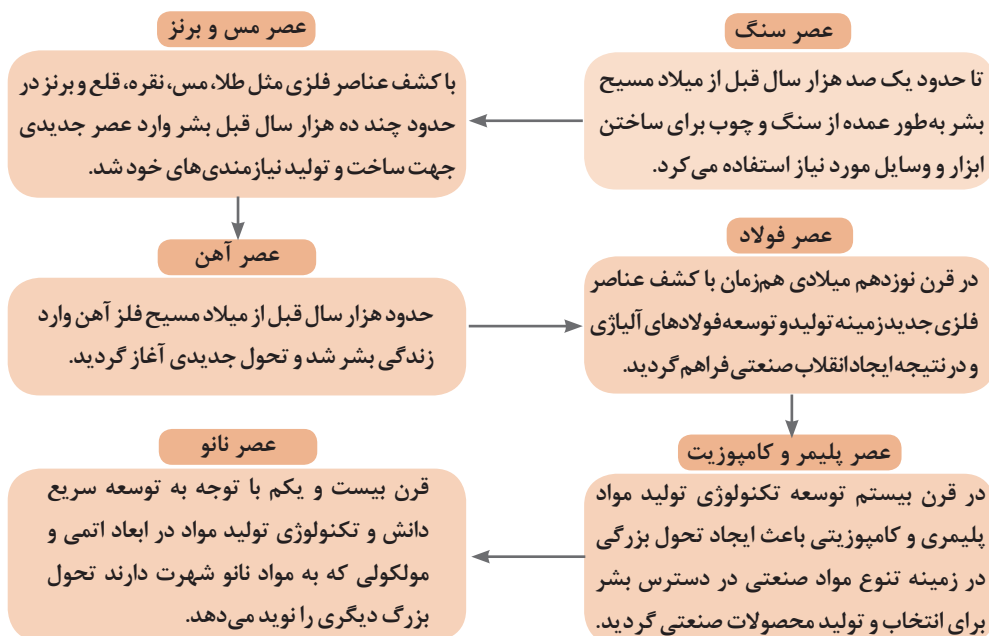 عصر سنگ
تا حدود یک صد هزار سال قبل از میلاد مسیح
بشر به‌طور عمده از سنگ و چوب برای ساختن
ابزار و وسایل مورد نیاز استفاده می‌کرد.
عصر مس و برنز
با کشف عناصر فلزی مثل طلا، مس، نقره، قلع و برنز در
حدود چند ده هزار سال قبل بشر وارد عصر جدیدی
جهت ساخت و تولید نیازمندی‌های خود شد.
عصر آهن
حدود هزار سال قبل از میلاد مسیح فلز آهن وارد
زندگی بشر شد و تحول جدیدی آغاز گردید.
عصر فولاد
در قرن نوزدهم میلادی هم‌زمان با کشف عناصر
فلزی جدید زمینه تولید و توسعه فولادهای آلیاژی
و در نتیجه ایجاد انقلاب صنعتی فراهم گردید.
عصر پلیمر و کامپوزیت
در قرن بیستم توسعه تکنولوژی تولید مواد
پلیمری و کامپوزیتی باعث ایجاد تحول بزرگی
در زمینه تنوع مواد صنعتی در دسترس بشر
برای انتخاب و تولید محصولات صنعتی گردید.
عصر نانو
قرن بیست و یکم با توجه به توسعه سریع
دانش و تکنولوژی تولید مواد در ابعاد اتمی و
مولکولی که به مواد نانو شهرت دارند تحول
بزرگ دیگری را نوید می‌دهد.